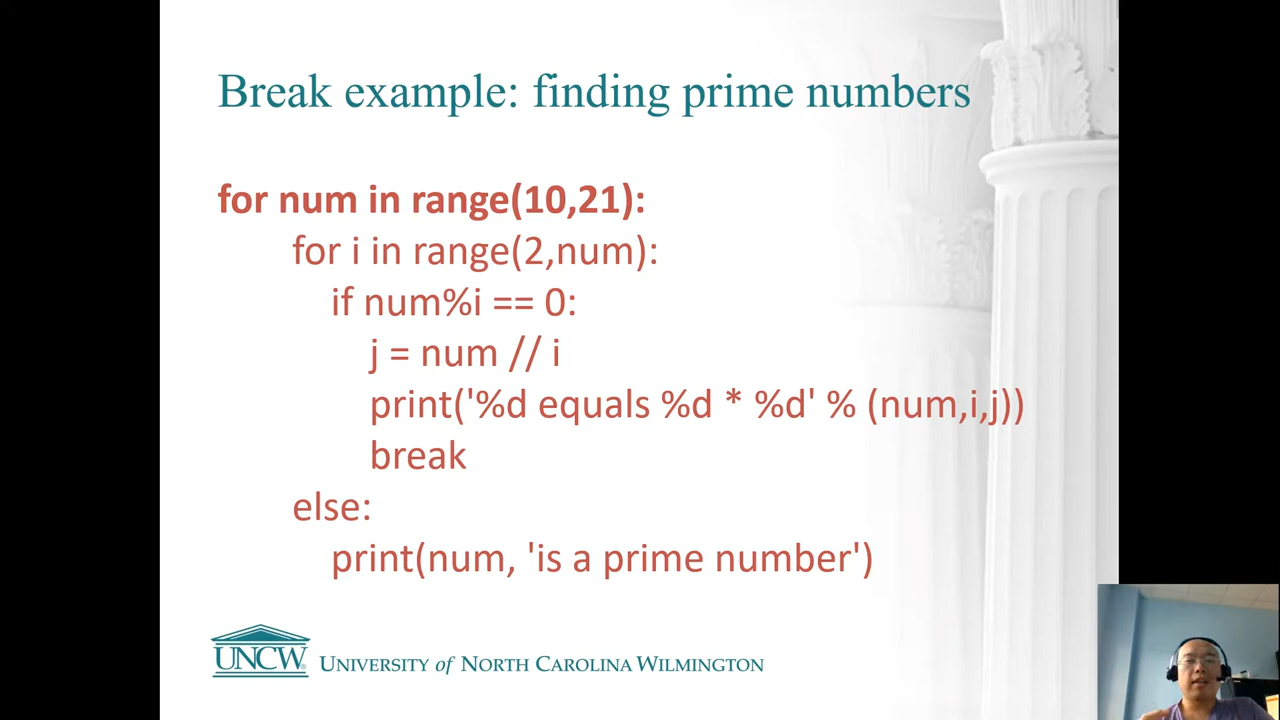 Break example: finding prime numbers
for num in range(10,21):
for i in range(2,num):
if num%i == 0:
j = num // i
print('%d equals %d * %d' % (num,i,j))
break
else:
print(num, 'is a prime number')
UNCW UNIVERSITY of NORTH CAROLINA WILMINGTON